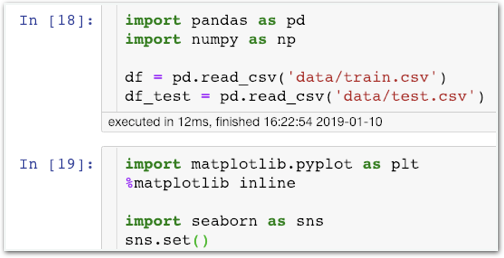 In [18]:
import pandas as pd
import numpy as np
df = pd.read_csv('data/train.csv')
df_test = pd.read_csv('data/test.csv')
executed in 12ms, finished 16:22:54 2019-01-10
In [19]:
import matplotlib.pyplot as plt
%matplotlib inline
import seaborn as sns
sns.set()